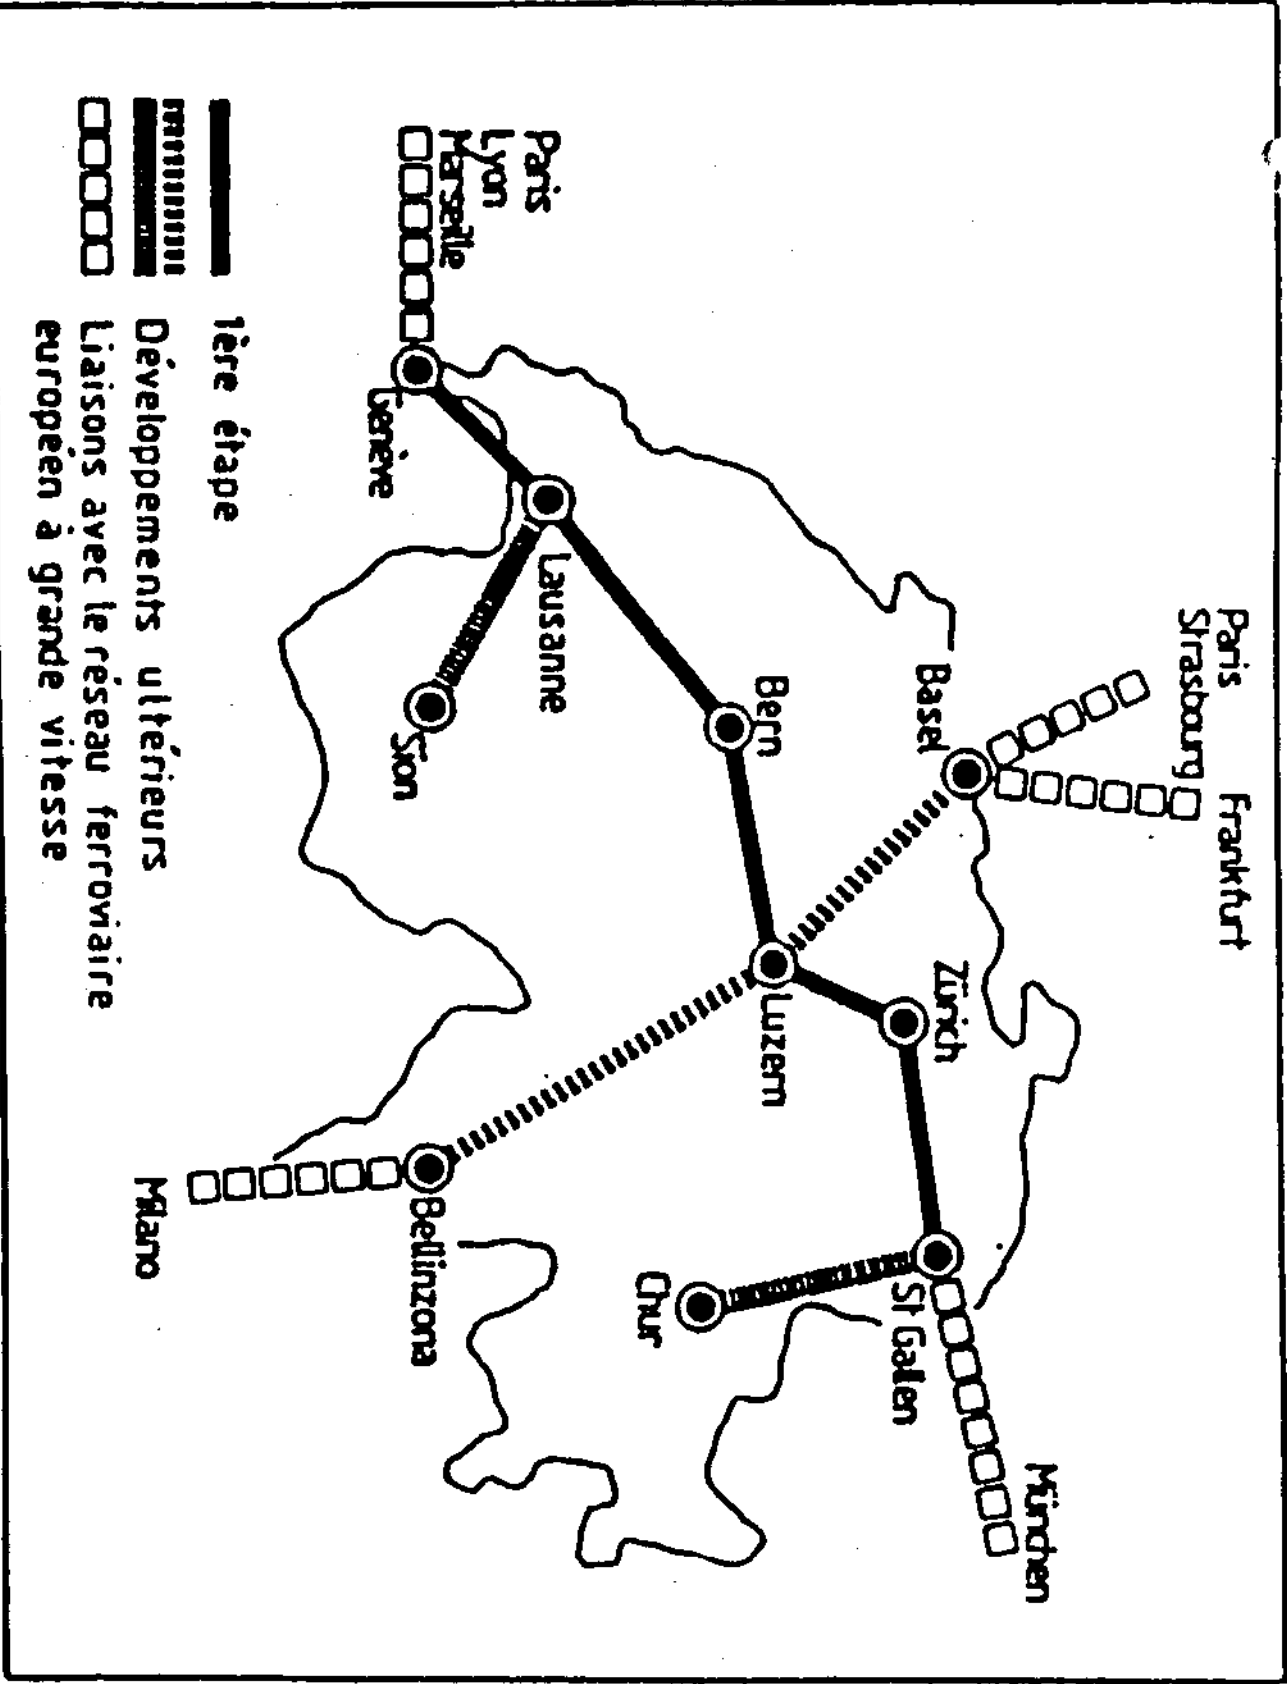 Paris
Strasbourg
Frankfurt
Basel
Zürich
St Gallen
München
Bern
Luzern
Chur
Paris
Lyon
Marseille
Lausanne
Genève
Sion
Bellinzona
Milano
1ère étape
Développements ultérieurs
Liaisons avec le réseau ferroviaire
européen à grande vitesse